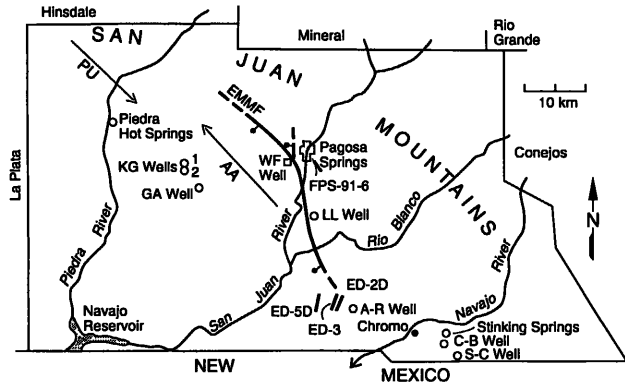 Hinsdale
Mineral
Rio
Grande
SAN
JUAN
MOUNTAINS
PU
EMMF
10 km
Piedra
Hot Springs
La Plata
KG Wells
1
2
GA Well
AA
WF
Well
Pagosa
Springs
FPS-91-6
Conejos
N
LL Well
River
Rio Blanco
River
Piedra River
San Juan
Navajo
ED-2D
ED-5D
ED-3
A-R Well
Chromo
Navajo
Reservoir
Stinking Springs
C-B Well
S-C Well
NEW
MEXICO